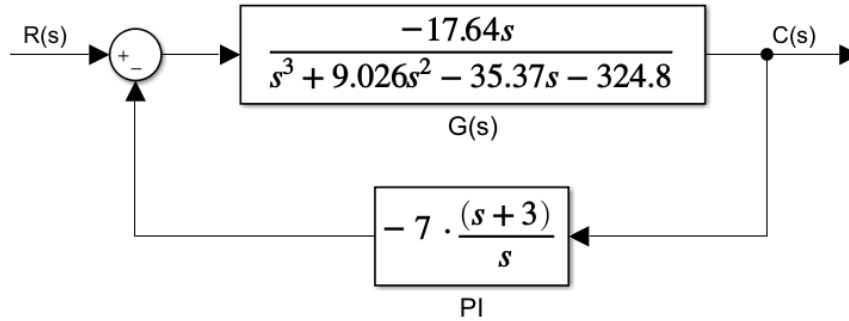 R(s)
+
−
−17.64s
s³ + 9.026s² − 35.37s − 324.8
G(s)
C(s)
− 7 · (s + 3)
s
PI